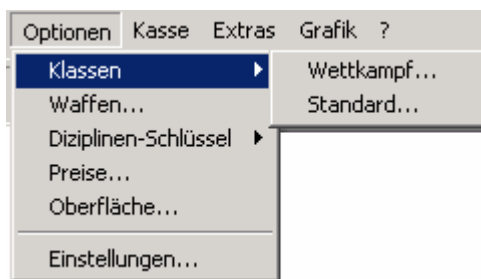 Optionen Kasse Extras Grafik ?
Klassen
Wettkampf...
Waffen...
Standard...
Diziplinen-Schlüssel
Preise...
Oberfläche...
Einstellungen...